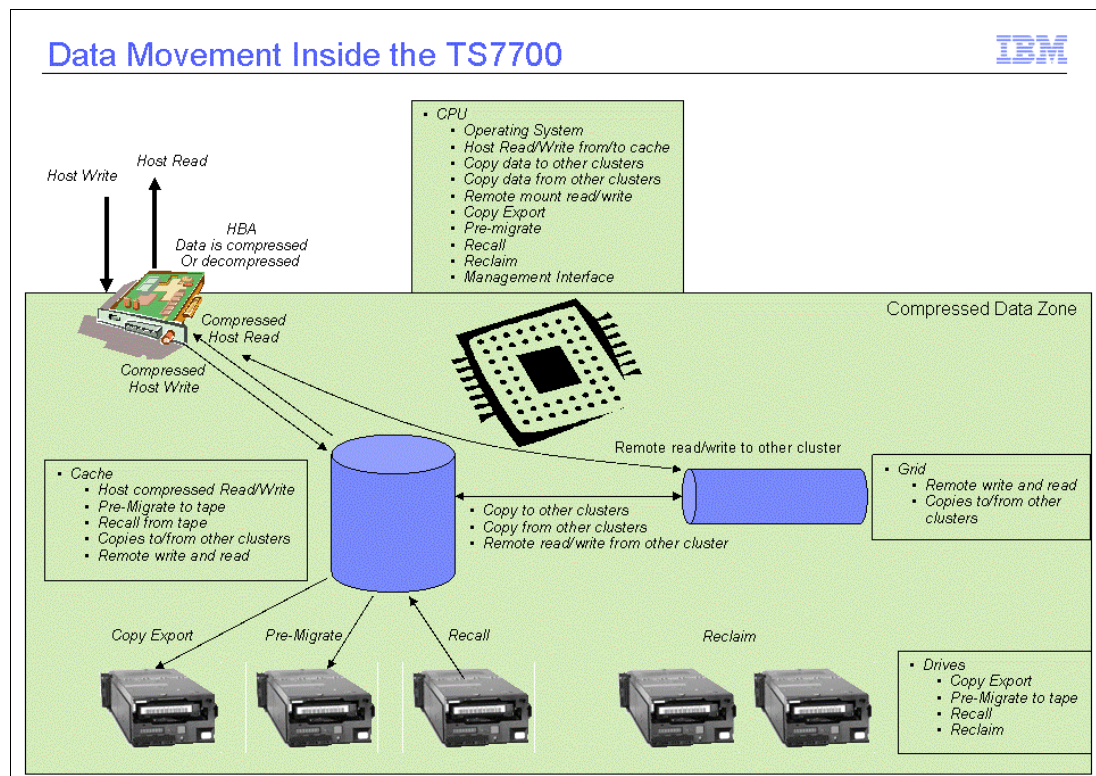 Data Movement Inside the TS7700
IBM
▪ CPU
▪ Operating System
▪ Host Read/Write from/to cache
▪ Copy data to other clusters
▪ Copy data from other clusters
▪ Remote mount read/write
▪ Copy Export
▪ Pre-migrate
▪ Recall
▪ Reclaim
▪ Management Interface
Host Read
Host Write
HBA
Data is compressed
Or decompressed
Compressed Data Zone
Compressed
Host Read
Compressed
Host Write
Remote read/write to other cluster
▪ Cache
▪ Host compressed Read/Write
▪ Pre-Migrate to tape
▪ Recall from tape
▪ Copies to/from other clusters
▪ Remote write and read
▪ Copy to other clusters
▪ Copy from other clusters
▪ Remote read/write from other cluster
▪ Grid
▪ Remote write and read
▪ Copies to/from other
clusters
Copy Export
Pre-Migrate
Recall
Reclaim
▪ Drives
▪ Copy Export
▪ Pre-Migrate to tape
▪ Recall
▪ Reclaim